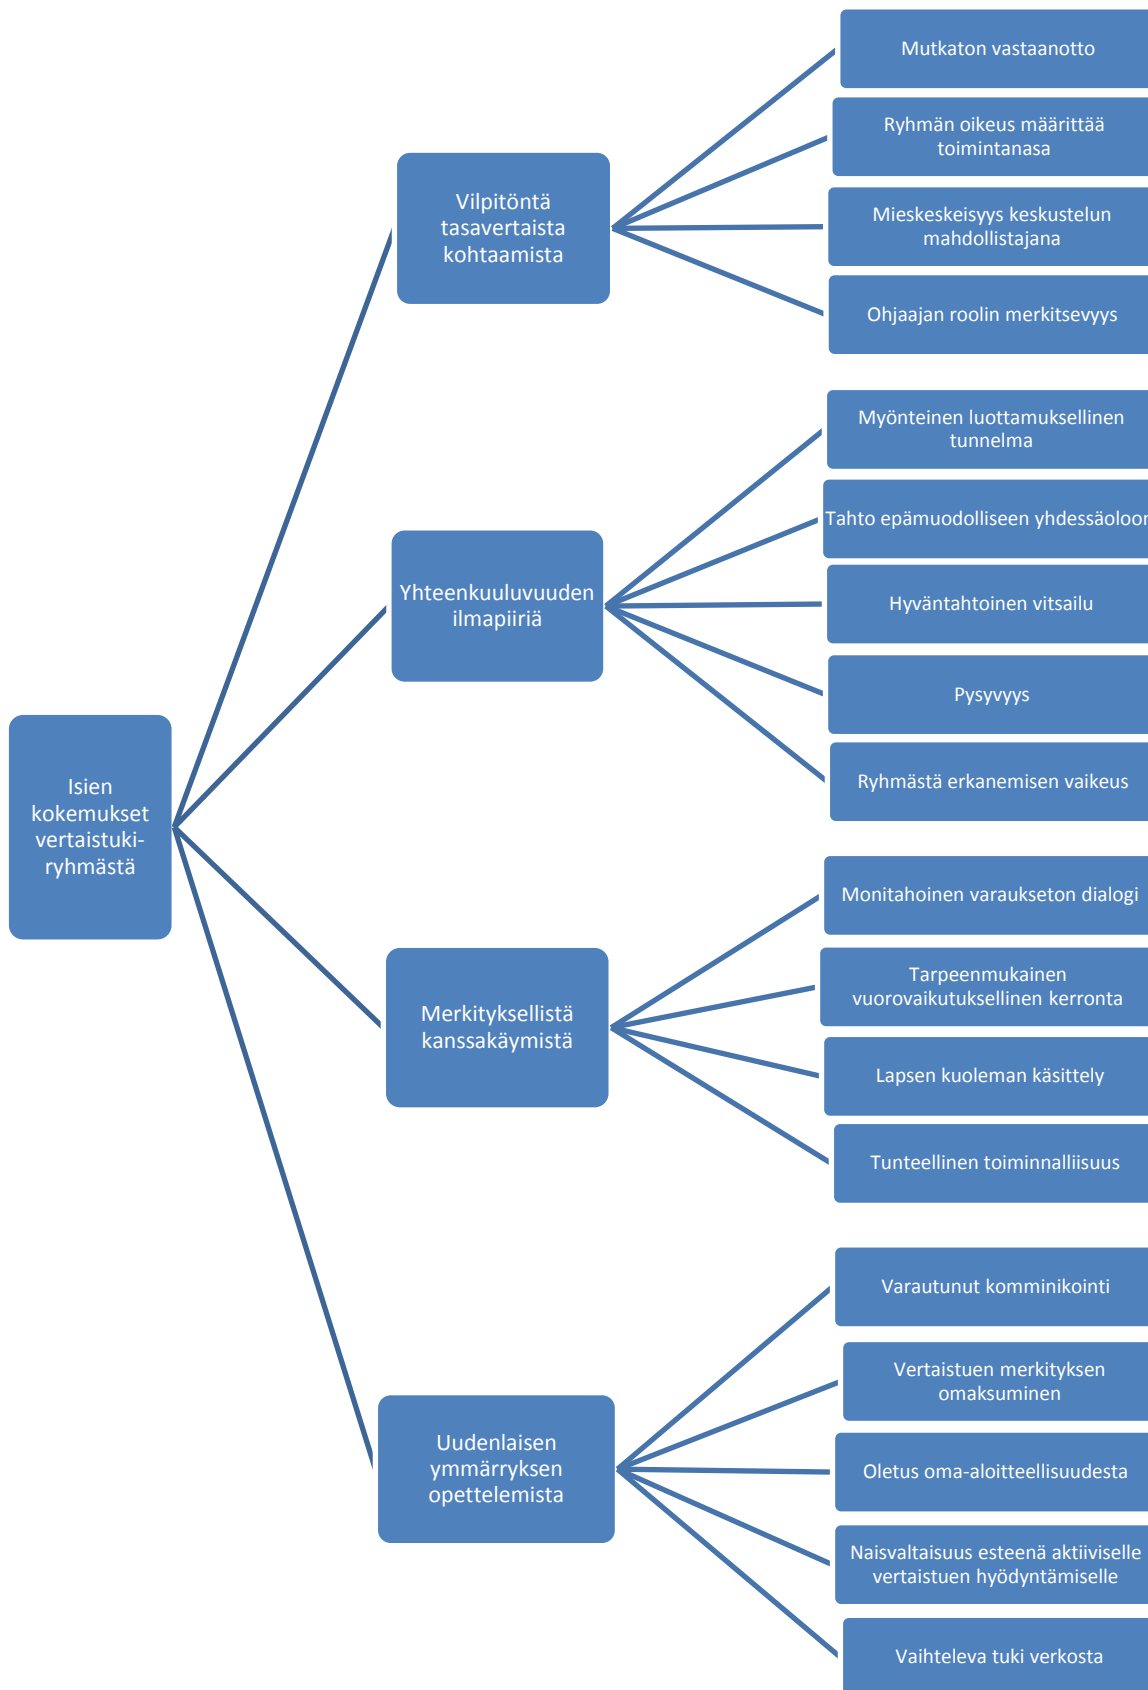 Isien
kokemukset
vertaistuki-
ryhmästä
Vilpitöntä
tasavertaista
kohtaamista
Mutkaton vastaanotto
Ryhmän oikeus määrittää
toimintanasa
Mieskeskeisyys keskustelun
mahdollistajana
Ohjaajan roolin merkitsevyys
Yhteenkuuluvuuden
ilmapiiriä
Myönteinen luottamuksellinen
tunnelma
Tahto epämuodolliseen yhdessäoloon
Hyväntahtoinen vitsailu
Pysyvyys
Ryhmästä erkanemisen vaikeus
Merkityksellistä
kanssakäymistä
Monitahoinen varaukseton dialogi
Tarpeenmukainen
vuorovaikutuksellinen kerronta
Lapsen kuoleman käsittely
Tunteellinen toiminnalliisuus
Uudenlaisen
ymmärryksen
opettelemista
Varautunut komminikointi
Vertaistuen merkityksen
omaksuminen
Oletus oma-aloitteellisuudesta
Naisvaltaisuus esteenä aktiiviselle
vertaistuen hyödyntämiselle
Vaihteleva tuki verkosta